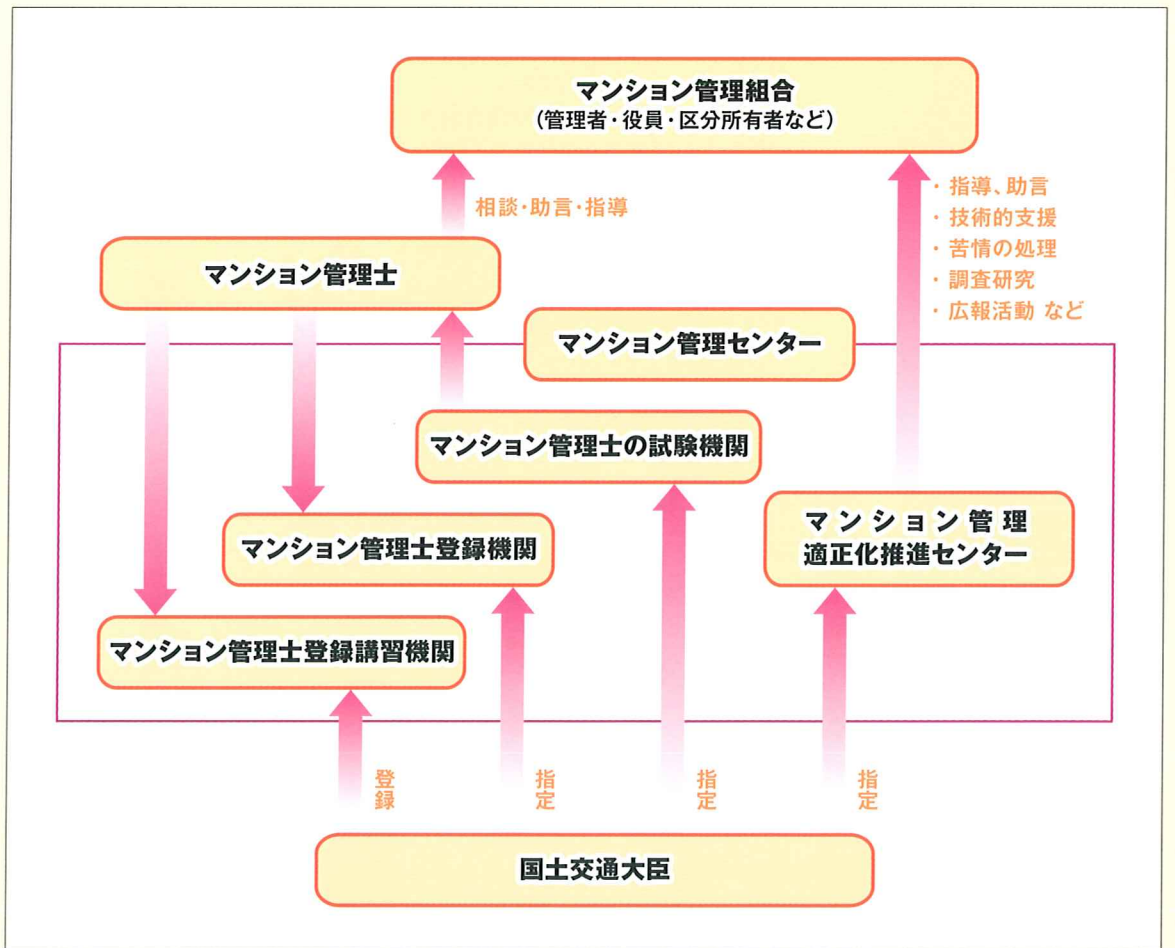 マンション管理組合
（管理者・役員・区分所有者など）
相談・助言・指導
・指導、助言
・技術的支援
・苦情の処理
・調査研究
・広報活動 など
マンション管理士
マンション管理センター
マンション管理士の試験機関
マンション管理
適正化推進センター
マンション管理士登録機関
マンション管理士登録講習機関
登録
指定
指定
指定
国土交通大臣